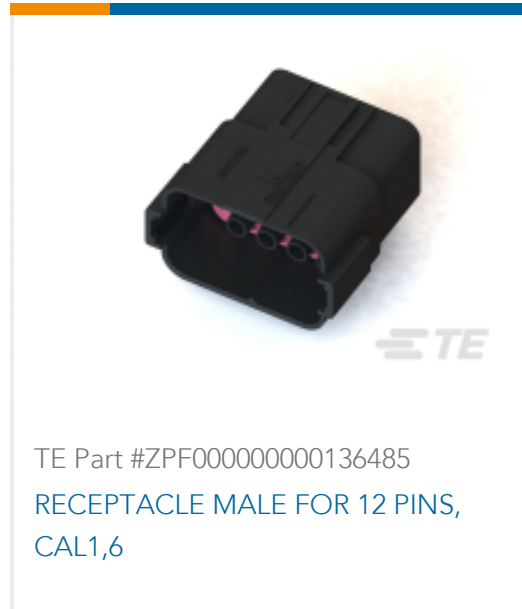 TE
TE Part #ZPF000000000136485
RECEPTACLE MALE FOR 12 PINS,
CAL1,6